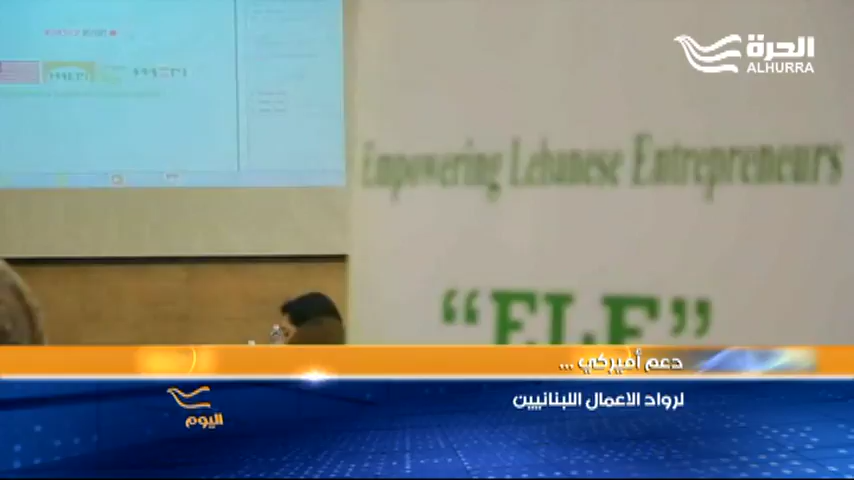 الحرة
ALHURRA
Empowering Lebanese Entrepreneurs
“ELE”
دعم أميركي ...
لرواد الاعمال اللبنانيين
اليوم